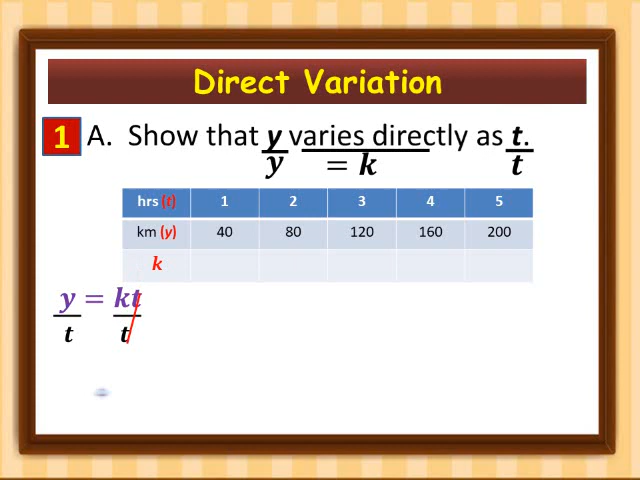 Direct Variation
1 A. Show that y varies directly as t.
y = k t
hrs (t) 1 2 3 4 5
km (y) 40 80 120 160 200
k
y = kt
t t